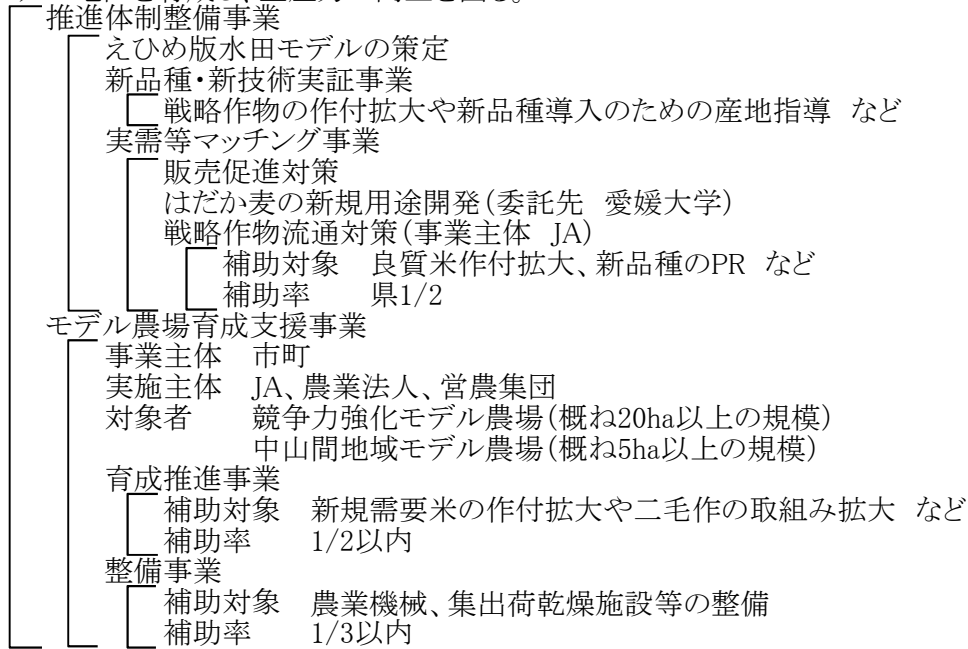 推進体制整備事業
えひめ版水田モデルの策定
新品種・新技術実証事業
戦略作物の作付拡大や新品種導入のための産地指導 など
実需等マッチング事業
販売促進対策
はだか麦の新規用途開発(委託先 愛媛大学)
戦略作物流通対策(事業主体 JA)
補助対象 良質米作付拡大、新品種のPR など
補助率 県1/2
モデル農場育成支援事業
事業主体 市町
実施主体 JA、農業法人、営農集団
対象者 競争力強化モデル農場(概ね20ha以上の規模)
中山間地域モデル農場(概ね5ha以上の規模)
育成推進事業
補助対象 新規需要米の作付拡大や二毛作の取組み拡大 など
補助率 1/2以内
整備事業
補助対象 農業機械、集出荷乾燥施設等の整備
補助率 1/3以内